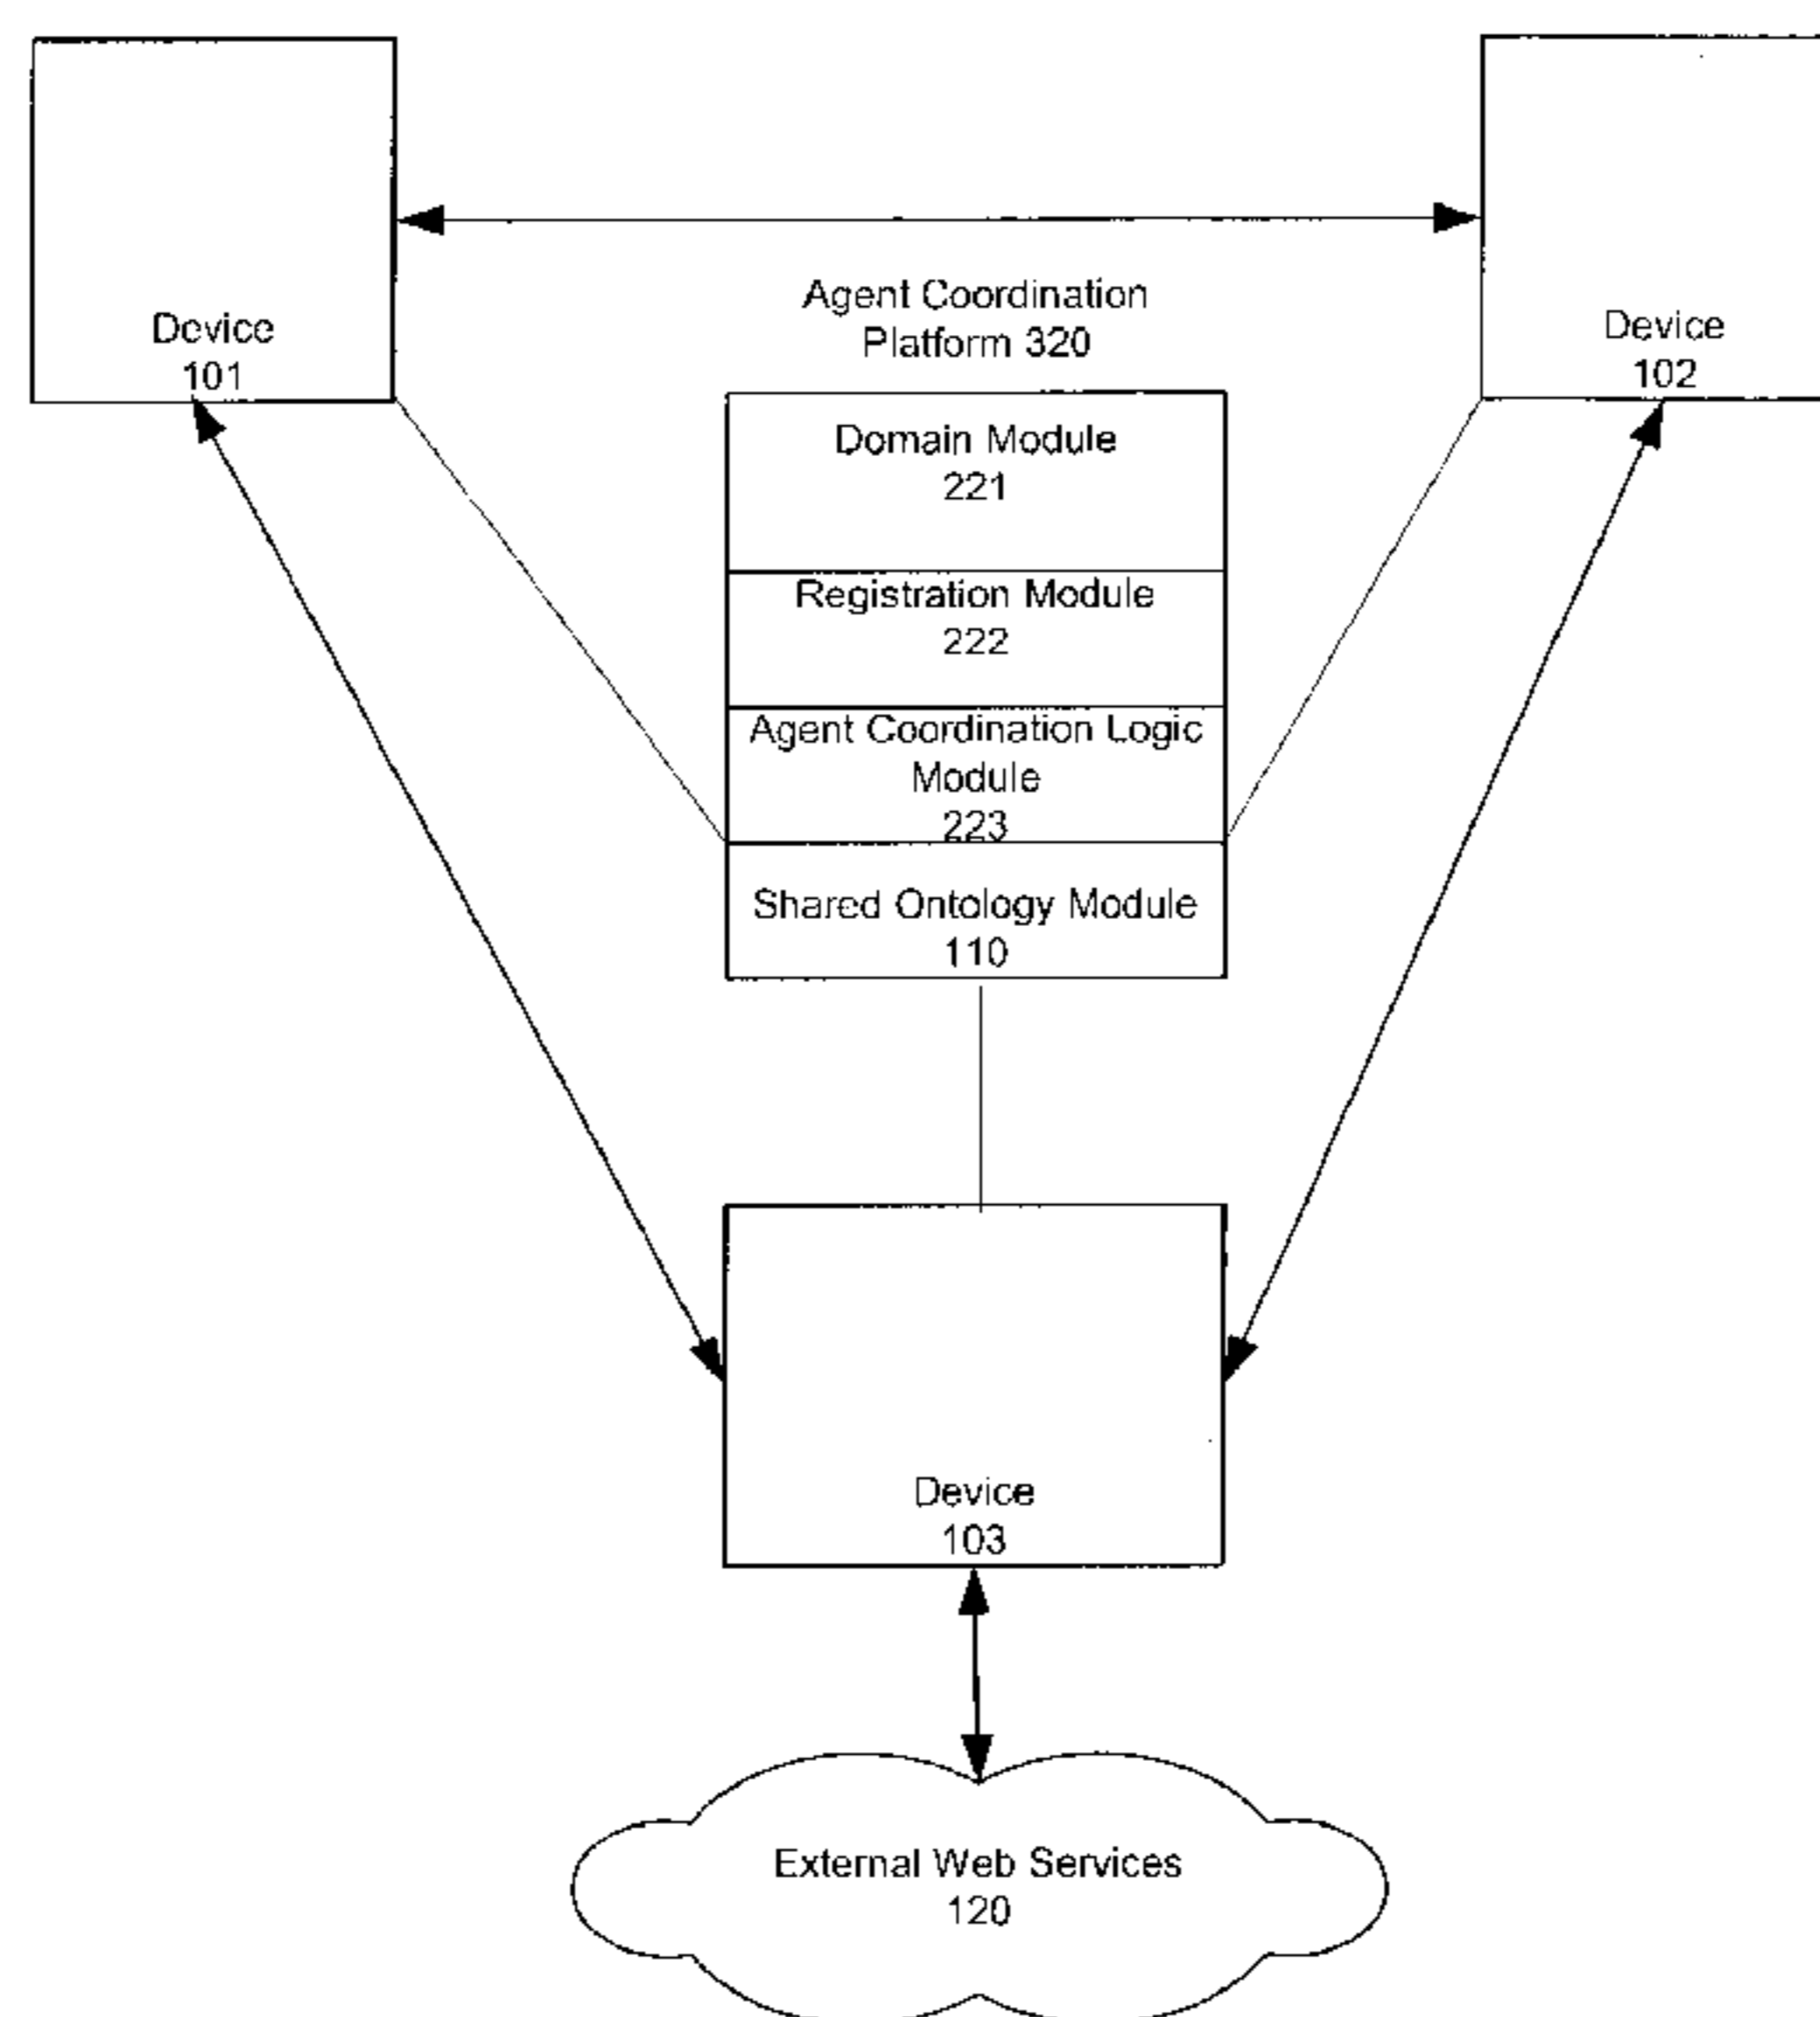 Device
101
Device
102
Agent Coordination
Platform 320
Domain Module
221
Registration Module
222
Agent Coordination Logic
Module
223
Shared Ontology Module
110
Device
103
External Web Services
120